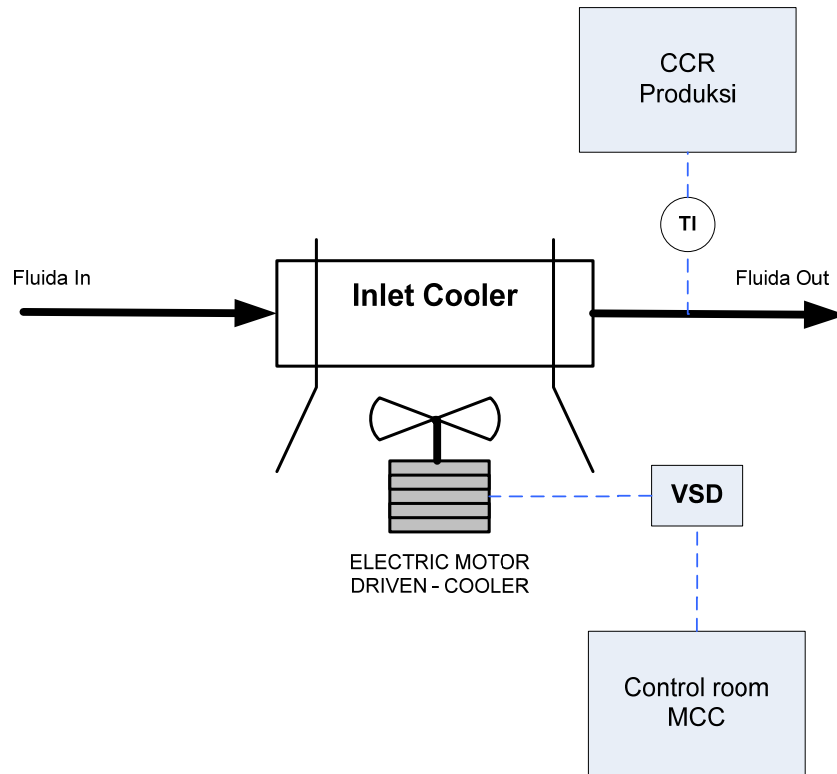 CCR
Produksi
TI
Fluida In
Inlet Cooler
Fluida Out
VSD
ELECTRIC MOTOR
DRIVEN - COOLER
Control room
MCC